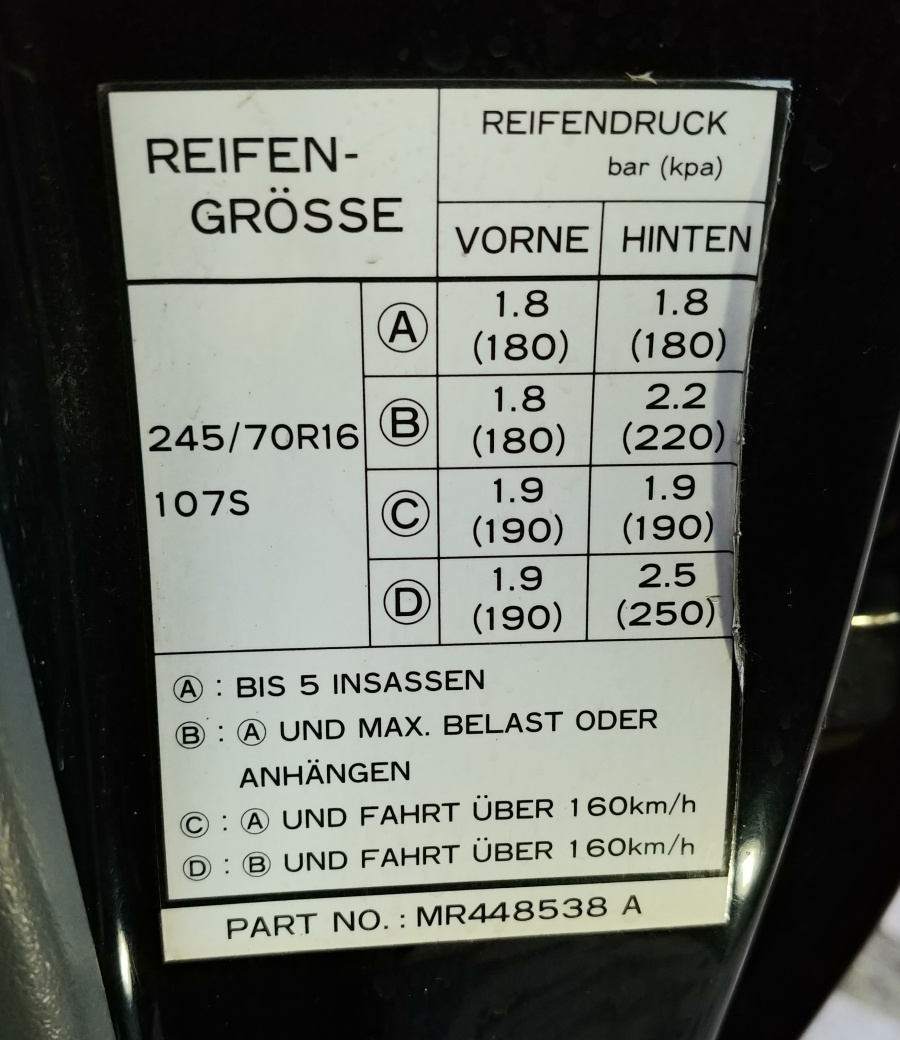 REIFEN-
GRÖSSE
REIFENDRUCK
bar (kpa)
VORNE HINTEN
245/70R16
107S
Ⓐ 1.8 1.8
(180) (180)
Ⓑ 1.8 2.2
(180) (220)
Ⓒ 1.9 1.9
(190) (190)
Ⓓ 1.9 2.5
(190) (250)
Ⓐ : BIS 5 INSASSEN
Ⓑ : Ⓐ UND MAX. BELAST ODER
ANHÄNGEN
Ⓒ : Ⓐ UND FAHRT ÜBER 160km/h
Ⓓ : Ⓑ UND FAHRT ÜBER 160km/h
PART NO. : MR448538 A